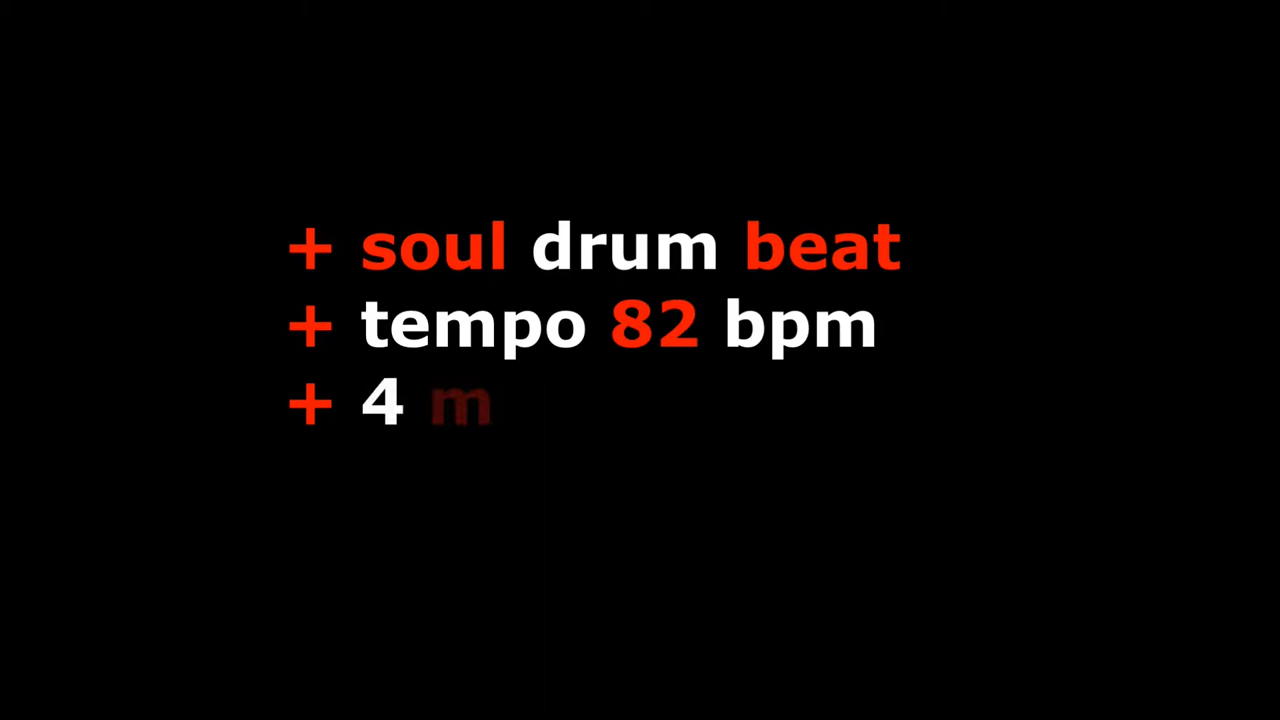 + soul drum beat
+ tempo 82 bpm
+ 4 m